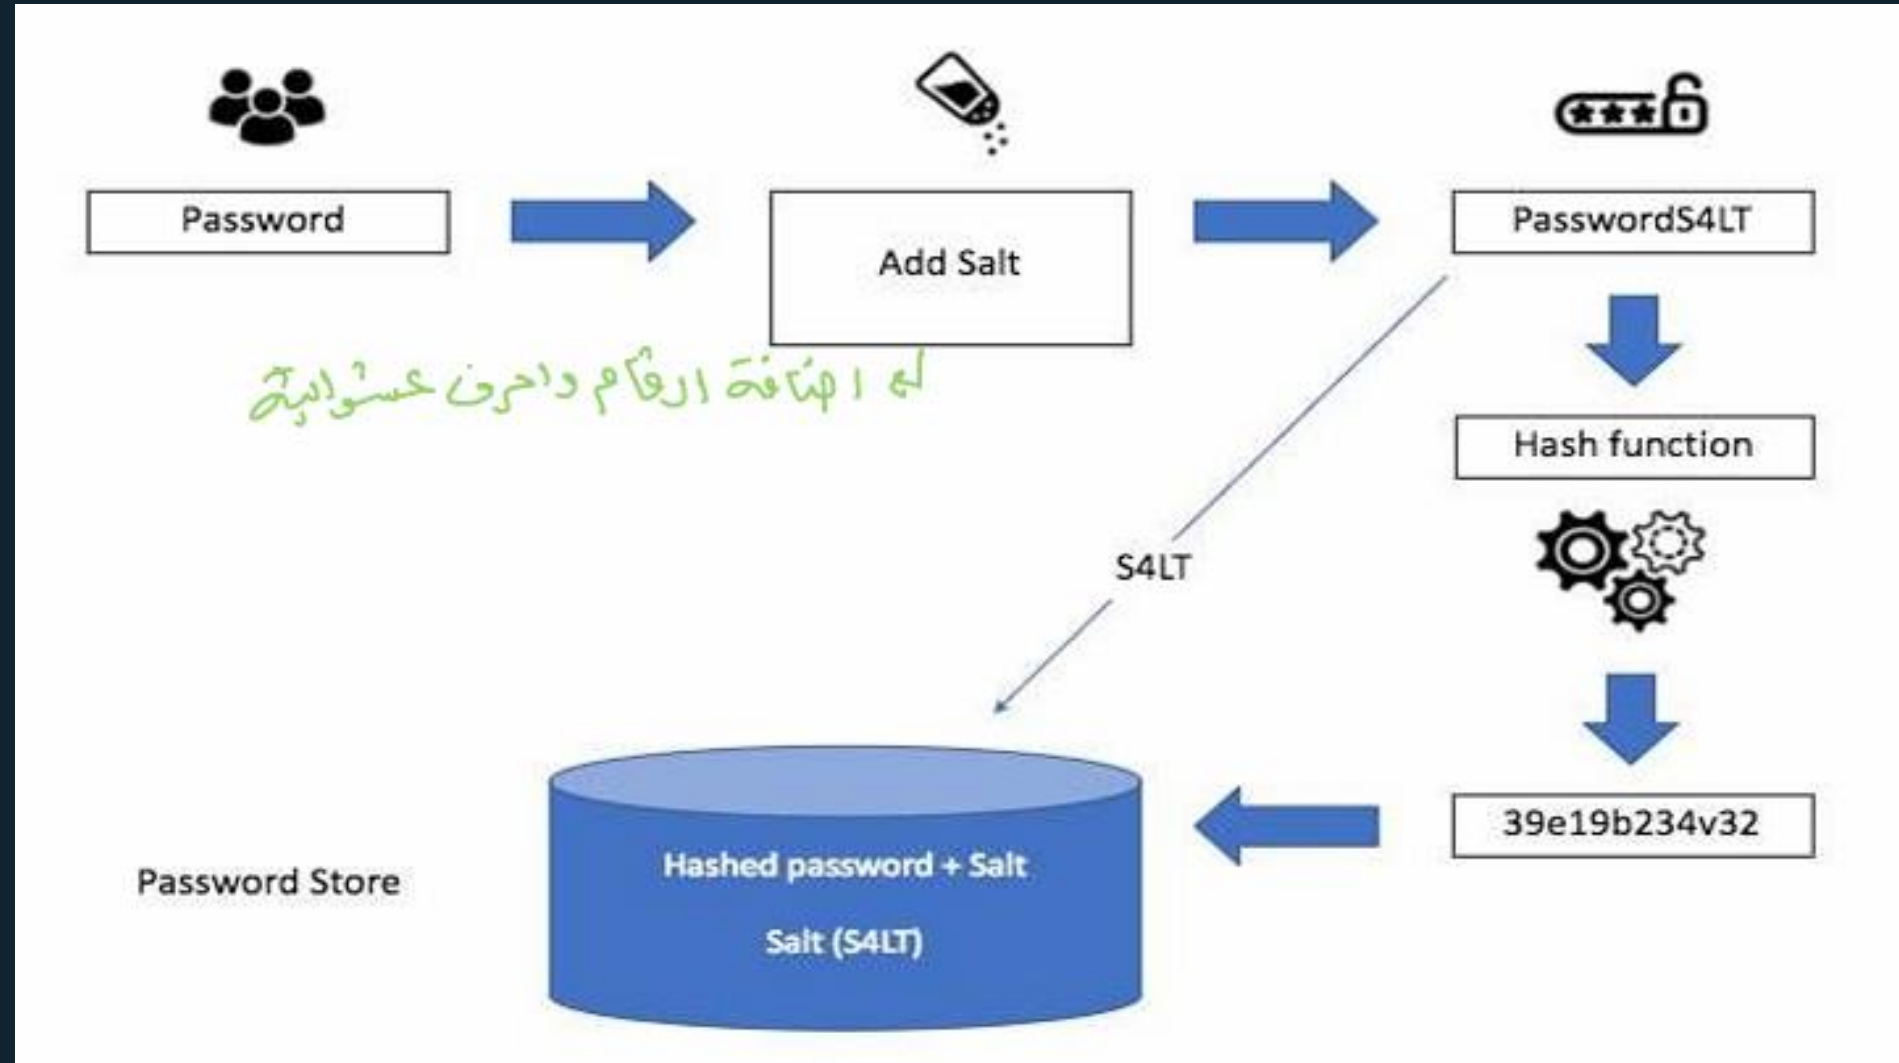 Password
Add Salt
PasswordS4LT
اضافة ارقام واحرف عشوائية
Hash function
S4LT
39e19b234v32
Hashed password + Salt
Salt (S4LT)
Password Store